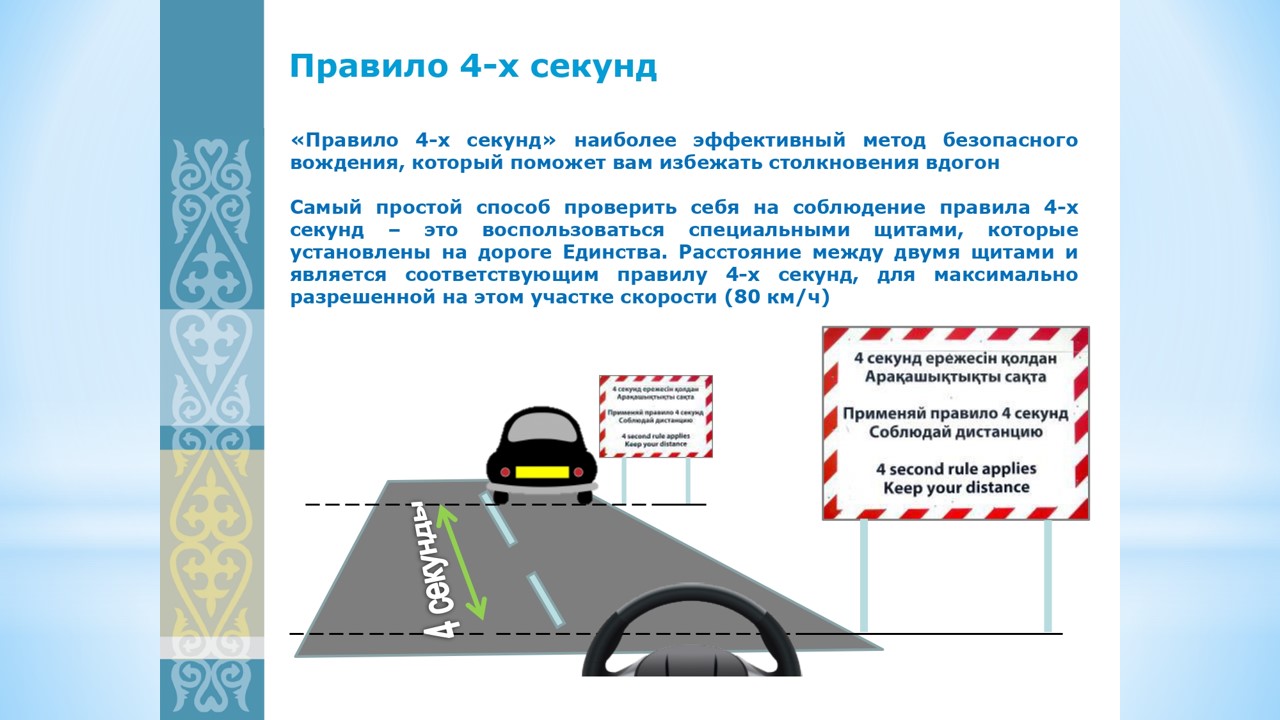 Правило 4-х секунд
«Правило 4-х секунд» наиболее эффективный метод безопасного
вождения, который поможет вам избежать столкновения вдогон
Самый простой способ проверить себя на соблюдение правила 4-х
секунд – это воспользоваться специальными щитами, которые
установлены на дороге Единства. Расстояние между двумя щитами и
является соответствующим правилу 4-х секунд, для максимально
разрешенной на этом участке скорости (80 км/ч)
4 секунд ережесін қолдан
Арақашықтықты сақта
Применяй правило 4 секунд
Соблюдай дистанцию
4 second rule applies
Keep your distance
4 секунд ережесін қолдан
Арақашықтықты сақта
Применяй правило 4 секунд
Соблюдай дистанцию
4 second rule applies
Keep your distance
4 секунды